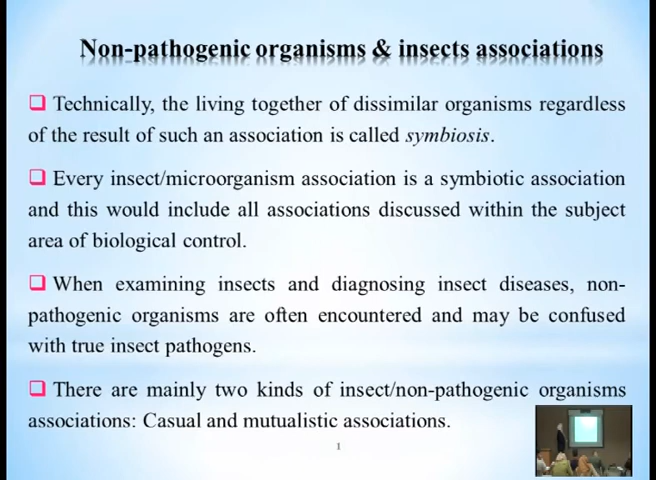 Non-pathogenic organisms & insects associations
Technically, the living together of dissimilar organisms regardless
of the result of such an association is called symbiosis.
Every insect/microorganism association is a symbiotic association
and this would include all associations discussed within the subject
area of biological control.
When examining insects and diagnosing insect diseases, non-
pathogenic organisms are often encountered and may be confused
with true insect pathogens.
There are mainly two kinds of insect/non-pathogenic organisms
associations: Casual and mutualistic associations.
1